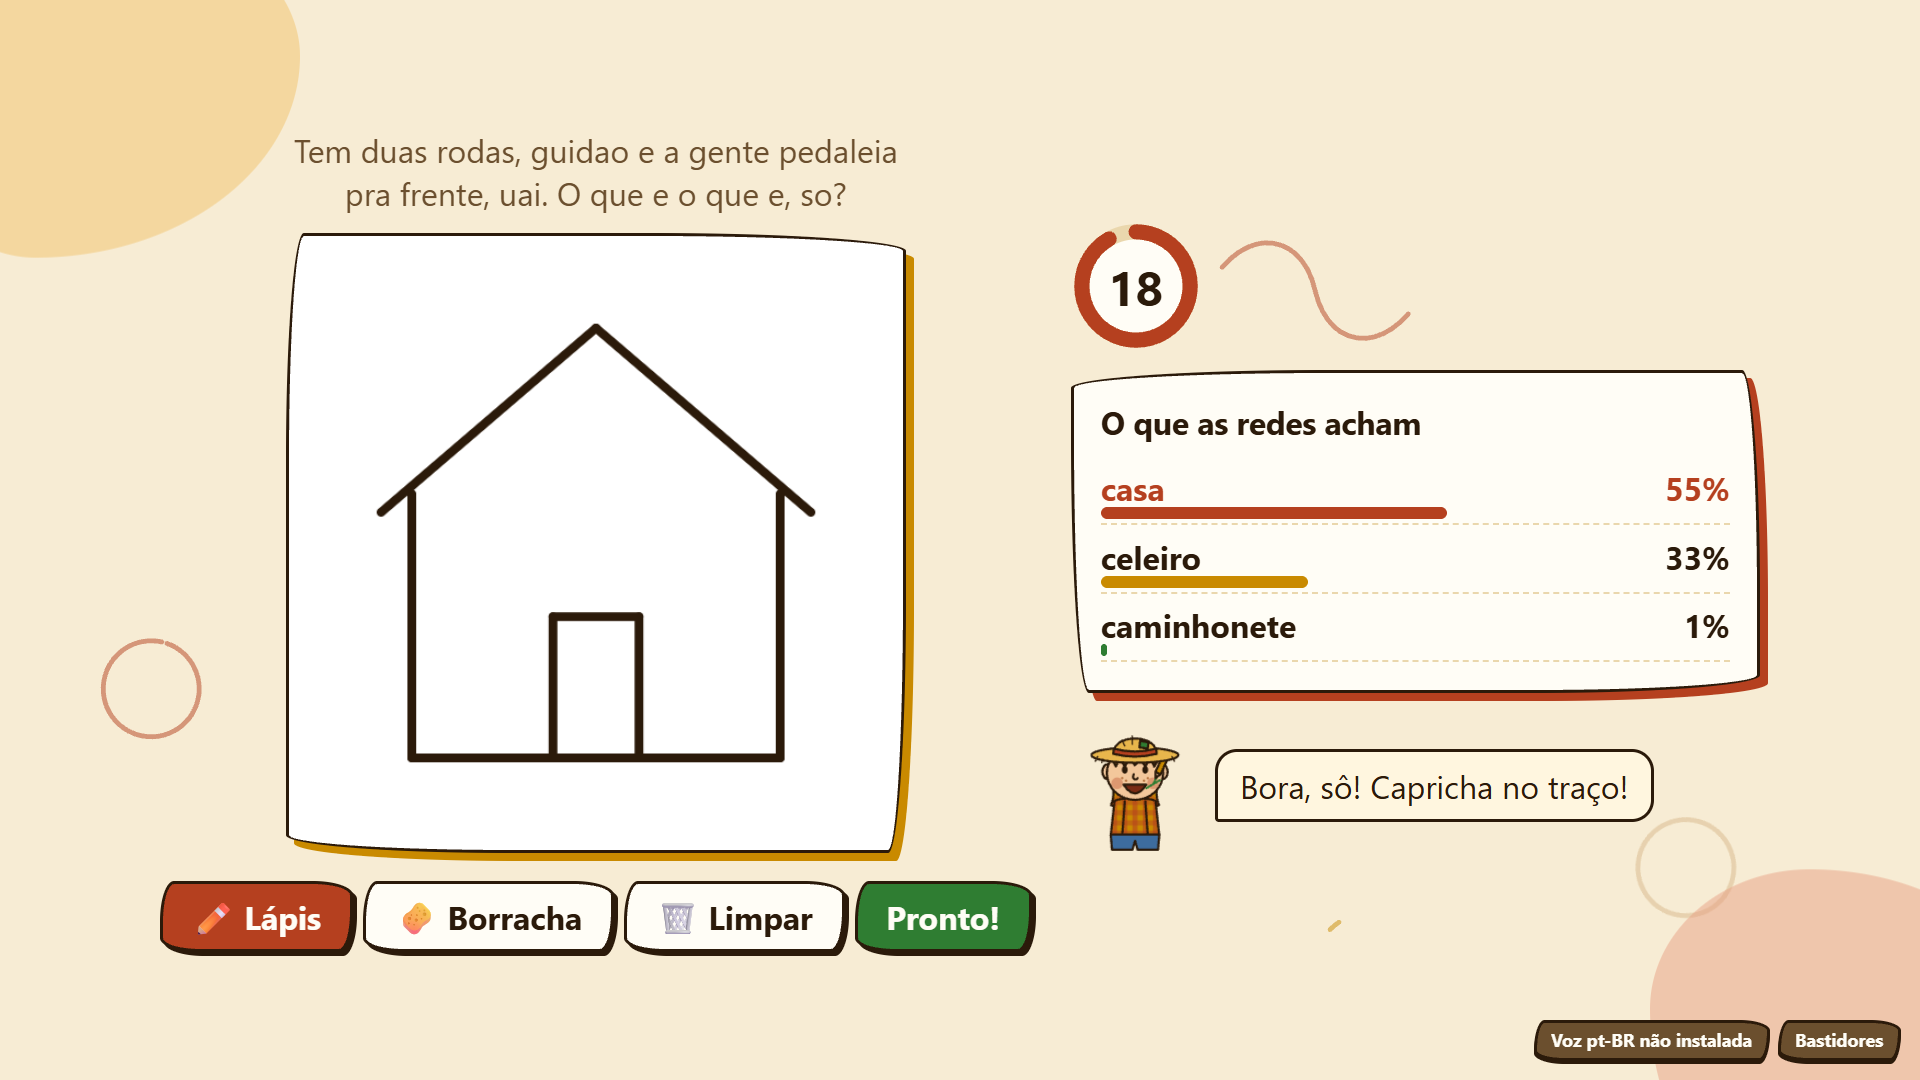 Tem duas rodas, guidao e a gente pedaleia
pra frente, uai. O que e o que e, so?
18
O que as redes acham
casa 55%
celeiro 33%
caminhonete 1%
Bora, sô! Capricha no traço!
Lápis
Borracha
Limpar
Pronto!
Voz pt-BR não instalada
Bastidores